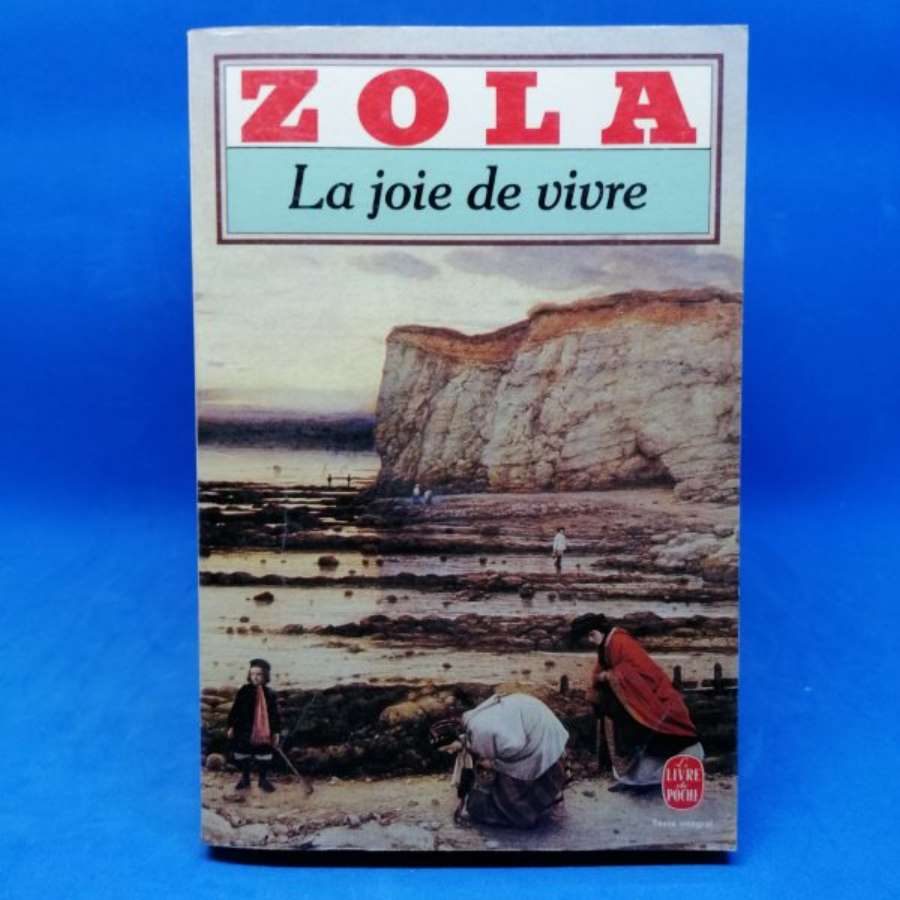 ZOLA
La joie de vivre
Le
LIVRE
de
POCHE
Texte intégral